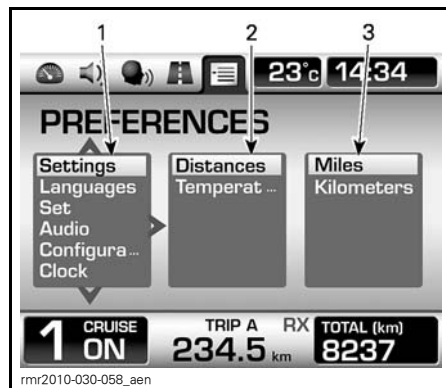 1 2 3
23°c 14:34
PREFERENCES
Settings Distances Miles
Languages Temperat ... Kilometers
Set
Audio
Configura ...
Clock
1 CRUISE ON TRIP A 234.5 km RX TOTAL (km) 8237
rmr2010-030-058_aen